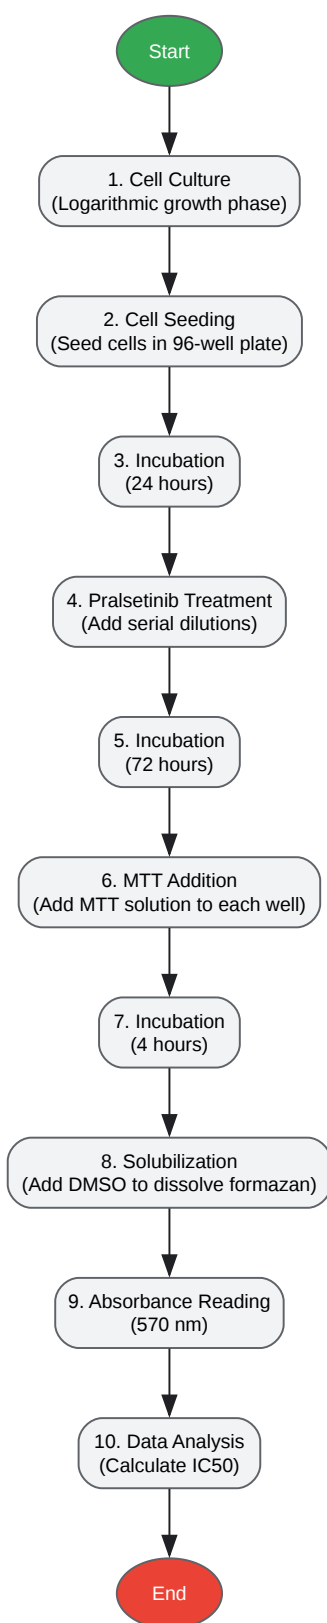 Start
1. Cell Culture
(Logarithmic growth phase)
2. Cell Seeding
(Seed cells in 96-well plate)
3. Incubation
(24 hours)
4. Pralsetinib Treatment
(Add serial dilutions)
5. Incubation
(72 hours)
6. MTT Addition
(Add MTT solution to each well)
7. Incubation
(4 hours)
8. Solubilization
(Add DMSO to dissolve formazan)
9. Absorbance Reading
(570 nm)
10. Data Analysis
(Calculate IC50)
End